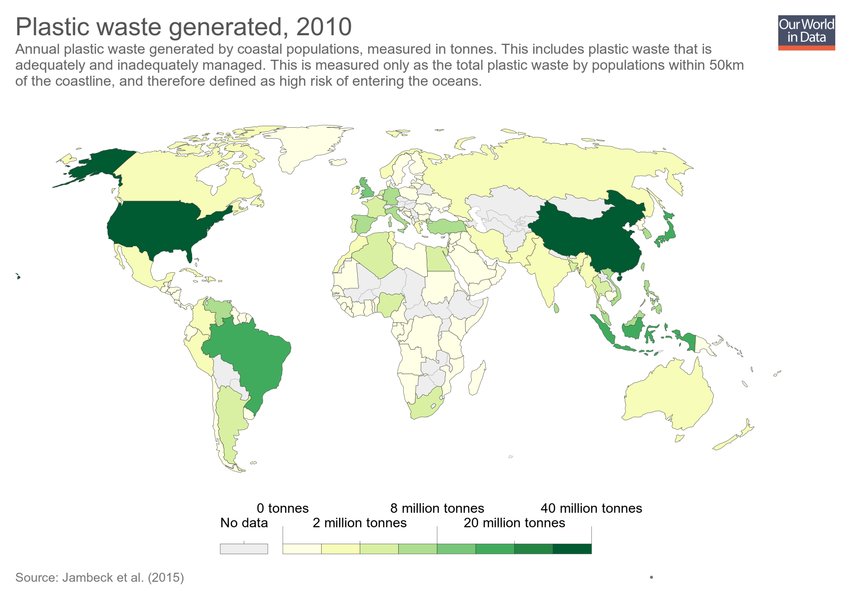 Plastic waste generated, 2010
Our World
in Data
Annual plastic waste generated by coastal populations, measured in tonnes. This includes plastic waste that is
adequately and inadequately managed. This is measured only as the total plastic waste by populations within 50km
of the coastline, and therefore defined as high risk of entering the oceans.
0 tonnes 8 million tonnes 40 million tonnes
No data 2 million tonnes 20 million tonnes
Source: Jambeck et al. (2015)